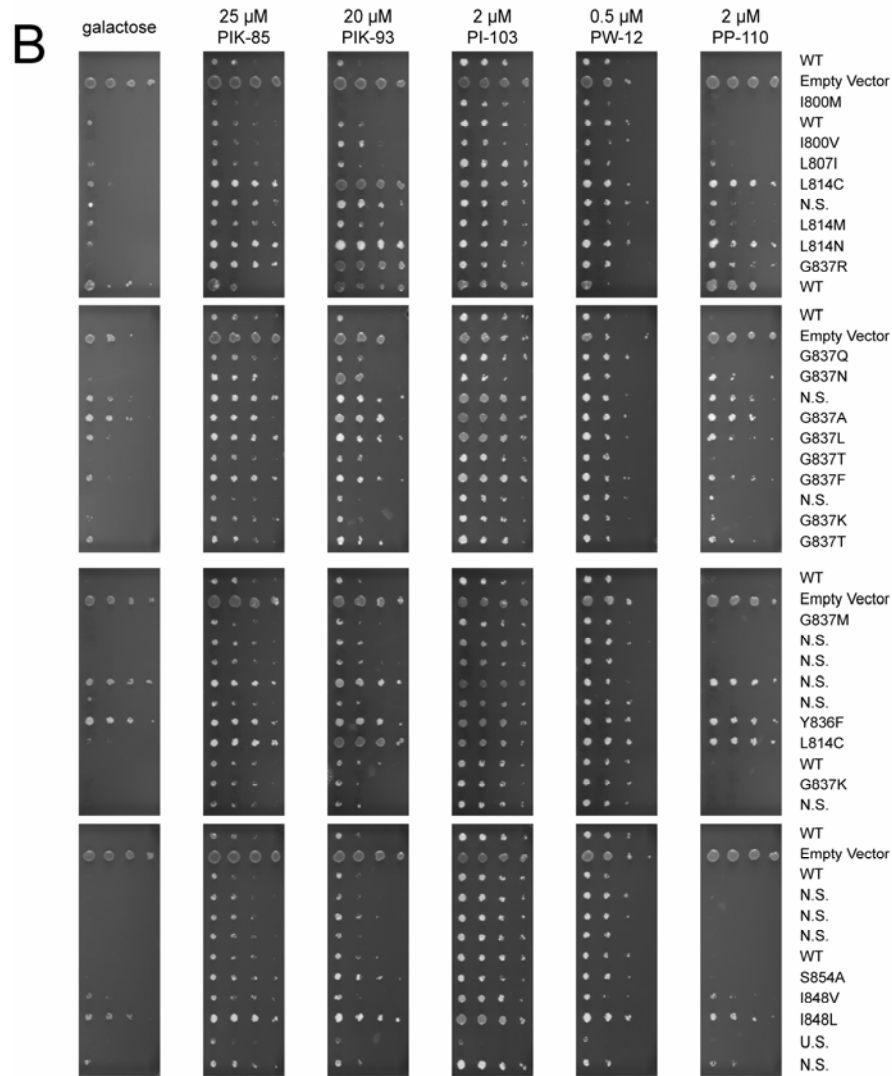 B
galactose
25 µM
PIK-85
20 µM
PIK-93
2 µM
PI-103
0.5 µM
PW-12
2 µM
PP-110
WT
Empty Vector
I800M
WT
I800V
L807I
L814C
N.S.
L814M
L814N
G837R
WT
WT
Empty Vector
G837Q
G837N
N.S.
G837A
G837L
G837T
G837F
N.S.
G837K
G837T
WT
Empty Vector
G837M
N.S.
N.S.
N.S.
N.S.
Y836F
L814C
WT
G837K
N.S.
WT
Empty Vector
WT
N.S.
N.S.
N.S.
WT
S854A
I848V
I848L
U.S.
N.S.